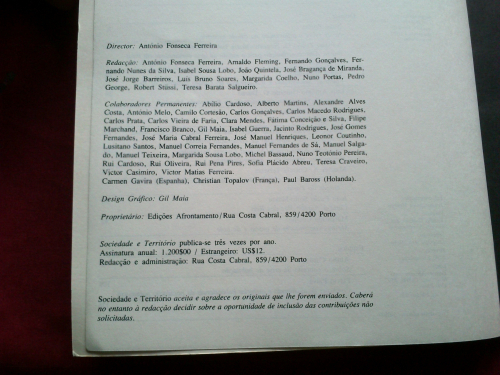 Director: António Fonseca Ferreira
Redacção: António Fonseca Ferreira, Arnaldo Fleming, Fernando Gonçalves, Fer-
nando Nunes da Silva, Isabel Sousa Lobo, João Quintela, José Bragança de Miranda,
José Jorge Barreiros, Luis Bruno Soares, Margarida Coelho, Nuno Portas, Pedro
George, Robert Stüssi, Teresa Barata Salgueiro.
Colaboradores Permanentes: Abílio Cardoso, Alberto Martins, Alexandre Alves
Costa, António Melo, Camilo Cortesão, Carlos Gonçalves, Carlos Macedo Rodrigues,
Carlos Prata, Carlos Vieira de Faria, Clara Mendes, Fátima Conceição e Silva, Filipe
Marchand, Francisco Branco, Gil Maia, Isabel Guerra, Jacinto Rodrigues, José Gomes
Fernandes, José Maria Cabral Ferreira, José Manuel Henriques, Leonor Coutinho,
Lusitano Santos, Manuel Correia Fernandes, Manuel Fernandes de Sá, Manuel Salga-
do, Manuel Teixeira, Margarida Sousa Lobo, Michel Bassaud, Nuno Teotónio Pereira,
Rui Cardoso, Rui Oliveira, Rui Pena Pires, Sofia Plácido Abreu, Teresa Craveiro,
Victor Casimiro, Victor Matias Ferreira.
Carmen Gavira (Espanha), Christian Topalov (França), Paul Baross (Holanda).
Design Gráfico: Gil Maia
Proprietário: Edições Afrontamento/Rua Costa Cabral, 859/4200 Porto
Sociedade e Território publica-se três vezes por ano.
Assinatura anual: 1.200$00 / Estrangeiro: US$12
Redacção e administração: Rua Costa Cabral, 859/4200 Porto
Sociedade e Território aceita e agradece os originais que lhe forem enviados. Caberá
no entanto à redacção decidir sobre a oportunidade de inclusão das contribuições não
solicitadas.